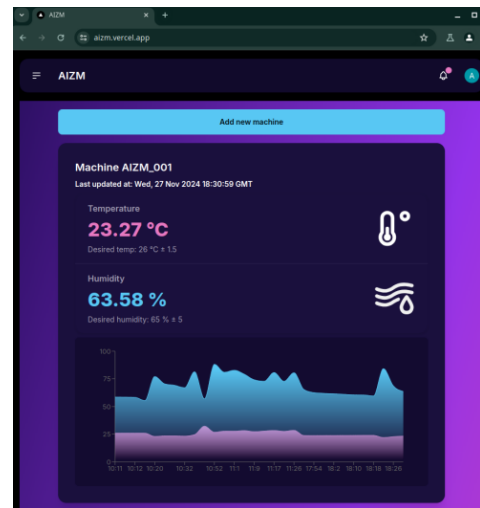 AIZM
aizm.vercel.app
AIZM
A
Add new machine
Machine AIZM_001
Last updated at: Wed, 27 Nov 2024 18:30:59 GMT
Temperature
23.27 °C
Desired temp: 26 °C ± 1.5
Humidity
63.58 %
Desired humidity: 65 % ± 5
100
75
50
25
0
10:11 10:12 10:20 10:32 10:52 11:1 11:9 11:17 11:26 17:54 18:2 18:10 18:18 18:26